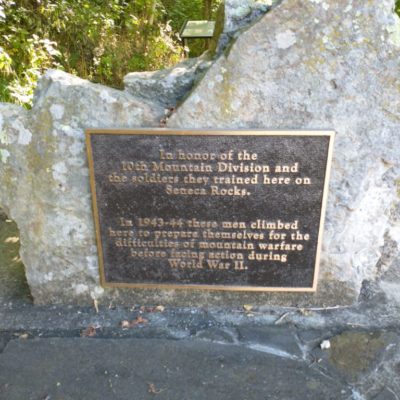 In honor of the
10th Mountain Division and
the soldiers they trained here on
Seneca Rocks.
In 1943-44 these men climbed
here to prepare themselves for the
difficulties of mountain warfare
before facing action during
World War II.